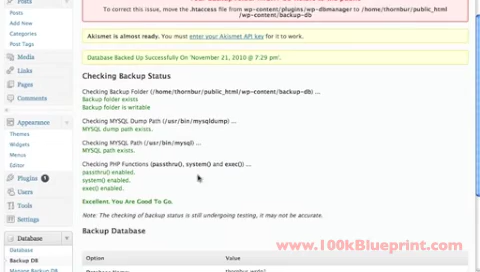 Posts
Posts
Add New
Categories
Post Tags
Media
Links
Pages
Comments
Appearance
Themes
Widgets
Menus
Editor
Plugins 1
Users
Tools
Settings
Database
Database
Backup DB
Manage Backup DB
To correct this issue, move the .htaccess file from wp-content/plugins/wp-dbmanager to /home/thornbur/public_html
/wp-content/backup-db
Akismet is almost ready. You must enter your Akismet API key for it to work.
Database Backed Up Successfully On 'November 21, 2010 @ 7:29 pm'.
Checking Backup Status
Checking Backup Folder (/home/thornbur/public_html/wp-content/backup-db) ...
Backup folder exists
Backup folder is writable
Checking MYSQL Dump Path (/usr/bin/mysqldump) ...
MYSQL dump path exists.
Checking MYSQL Path (/usr/bin/mysql) ...
MYSQL path exists.
Checking PHP Functions (passthru(), system() and exec()) ...
passthru() enabled.
system() enabled.
exec() enabled.
Excellent. You Are Good To Go.
Note: The checking of backup status is still undergoing testing, it may not be accurate.
Backup Database
www.100kBlueprint.com
Option Value
Database Name